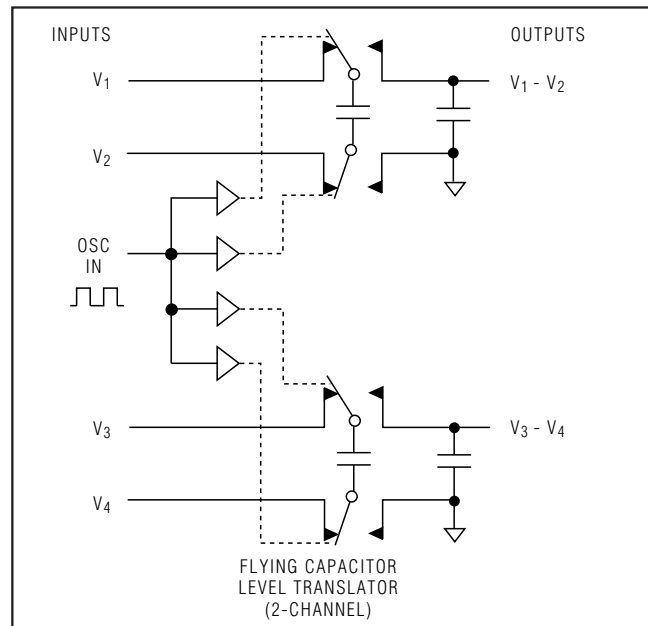 INPUTS
OUTPUTS
V1
V1 - V2
V2
OSC
IN
V3
V3 - V4
V4
FLYING CAPACITOR
LEVEL TRANSLATOR
(2-CHANNEL)